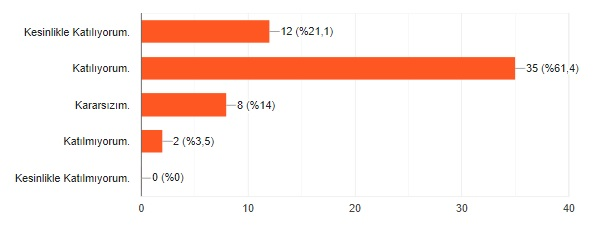 Kesinlikle Katılıyorum. 12 (%21,1)
Katılıyorum. 35 (%61,4)
Kararsızım. 8 (%14)
Katılmıyorum. 2 (%3,5)
Kesinlikle Katılmıyorum. 0 (%0)
0 10 20 30 40